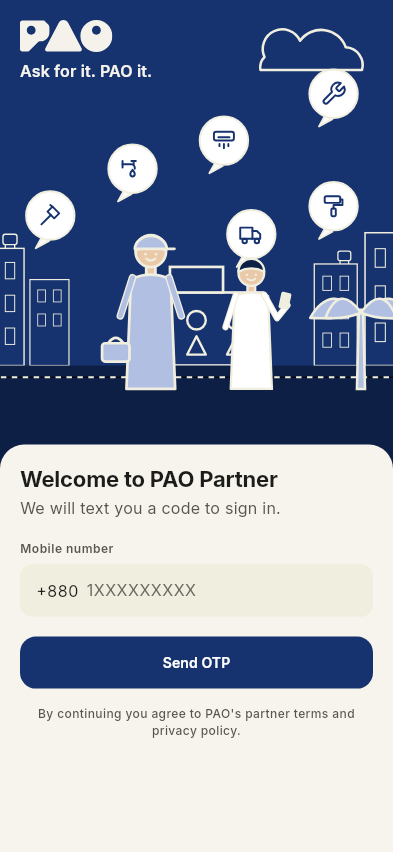 PAO
Ask for it. PAO it.
Welcome to PAO Partner
We will text you a code to sign in.
Mobile number
+880 1XXXXXXXXX
Send OTP
By continuing you agree to PAO's partner terms and
privacy policy.